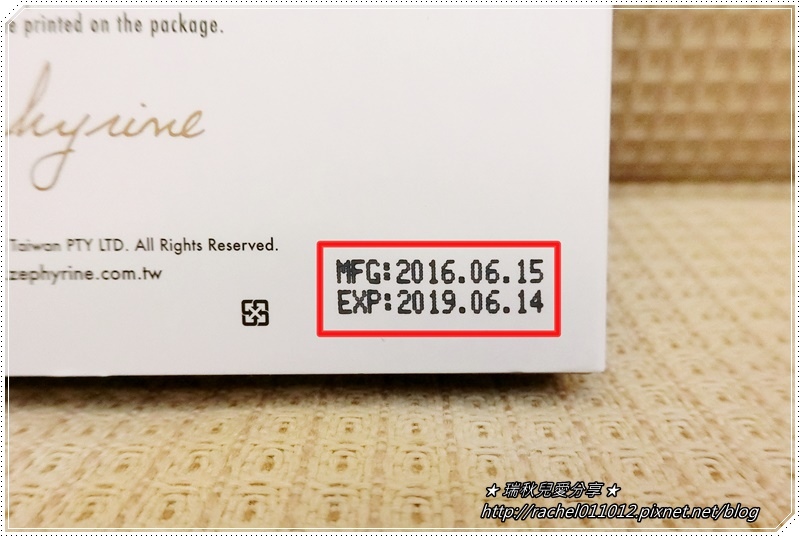 printed on the package.
Taiwan PTY LTD. All Rights Reserved.
zephyrine.com.tw
MFG:2016.06.15
EXP:2019.06.14
★ 瑞秋兒愛分享 ★
http://rachel011012.pixnet.net/blog